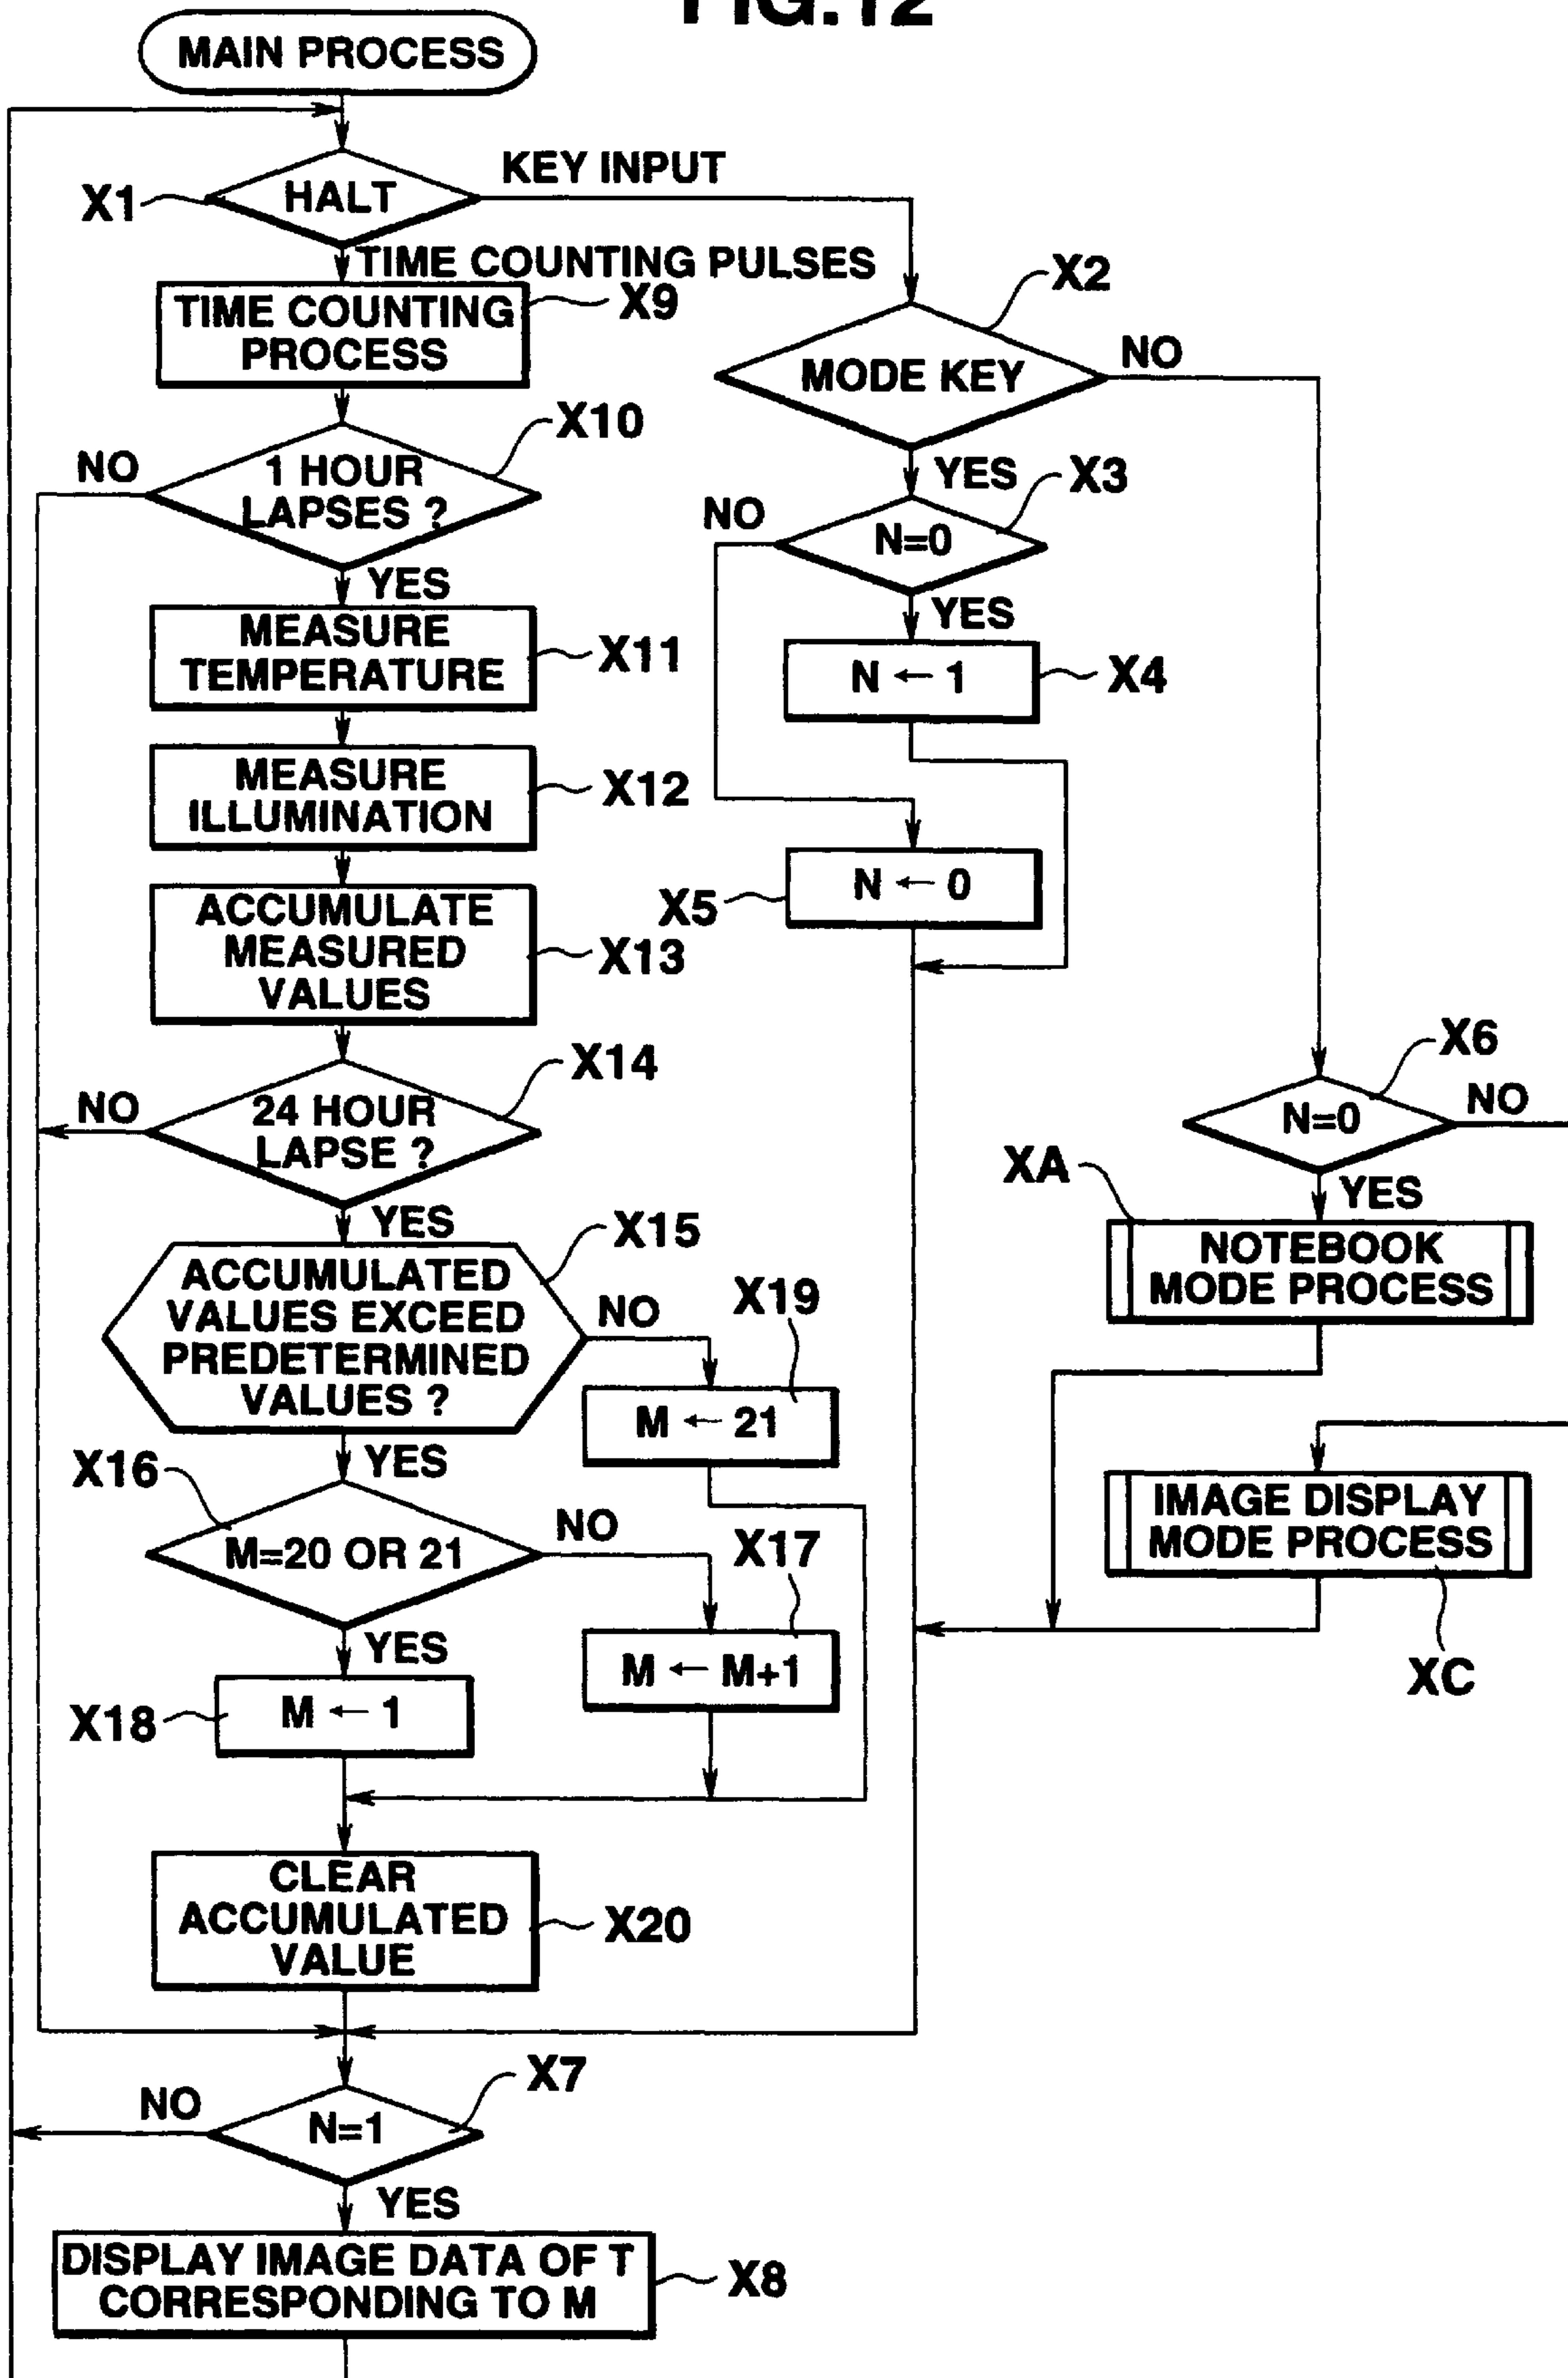 FIG.12
MAIN PROCESS
X1
HALT
KEY INPUT
TIME COUNTING PULSES
TIME COUNTING
PROCESS
X9
X2
MODE KEY
NO
X10
NO
1 HOUR
LAPSES ?
YES
X3
NO
N=0
YES
YES
MEASURE
TEMPERATURE
X11
N ← 1
X4
MEASURE
ILLUMINATION
X12
N ← 0
X5
ACCUMULATE
MEASURED
VALUES
X13
X14
NO
24 HOUR
LAPSE ?
YES
X6
N=0
NO
YES
XA
NOTEBOOK
MODE PROCESS
X15
ACCUMULATED
VALUES EXCEED
PREDETERMINED
VALUES ?
NO
X19
M ← 21
YES
X16
M=20 OR 21
NO
X17
IMAGE DISPLAY
MODE PROCESS
XC
YES
M ← M+1
X18
M ← 1
CLEAR
ACCUMULATED
VALUE
X20
X7
NO
N=1
YES
DISPLAY IMAGE DATA OF T
CORRESPONDING TO M
X8